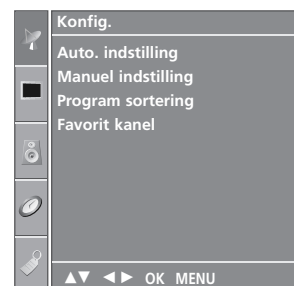 Konfig.
Auto. indstilling
Manuel indstilling
Program sortering
Favorit kanel
▲▼ ◄► OK MENU